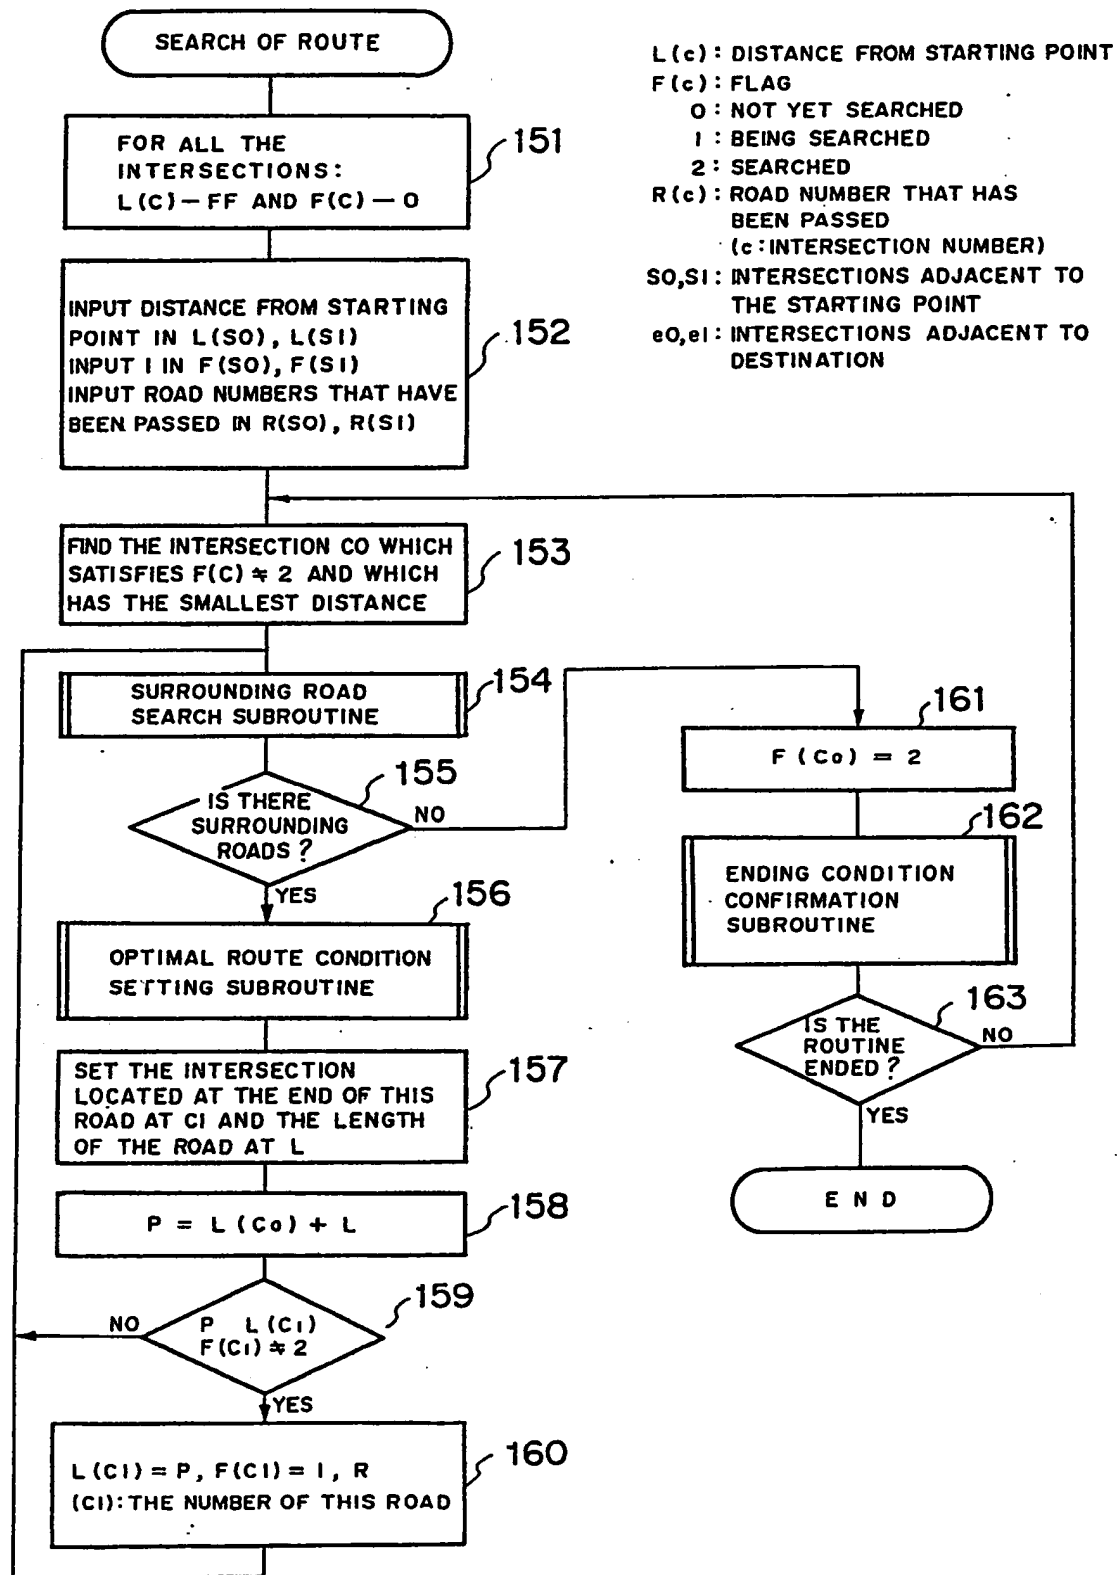 SEARCH OF ROUTE
L(c): DISTANCE FROM STARTING POINT
F(c): FLAG
0: NOT YET SEARCHED
1: BEING SEARCHED
2: SEARCHED
R(c): ROAD NUMBER THAT HAS
BEEN PASSED
(c: INTERSECTION NUMBER)
S0,S1: INTERSECTIONS ADJACENT TO
THE STARTING POINT
e0,e1: INTERSECTIONS ADJACENT TO
DESTINATION
151
FOR ALL THE
INTERSECTIONS:
L(C)—FF AND F(C)—0
152
INPUT DISTANCE FROM STARTING
POINT IN L(S0), L(S1)
INPUT 1 IN F(S0), F(S1)
INPUT ROAD NUMBERS THAT HAVE
BEEN PASSED IN R(S0), R(S1)
153
FIND THE INTERSECTION C0 WHICH
SATISFIES F(C)≠2 AND WHICH
HAS THE SMALLEST DISTANCE
154
SURROUNDING ROAD
SEARCH SUBROUTINE
155
IS THERE
SURROUNDING
ROADS?
NO
YES
156
OPTIMAL ROUTE CONDITION
SETTING SUBROUTINE
157
SET THE INTERSECTION
LOCATED AT THE END OF THIS
ROAD AT C1 AND THE LENGTH
OF THE ROAD AT L
158
P = L(C0) + L
159
P L(C1)
F(C1)≠2
NO
YES
160
L(C1)=P, F(C1)=1, R
(C1): THE NUMBER OF THIS ROAD
161
F(C0) = 2
162
ENDING CONDITION
CONFIRMATION
SUBROUTINE
163
IS THE
ROUTINE
ENDED?
NO
YES
END